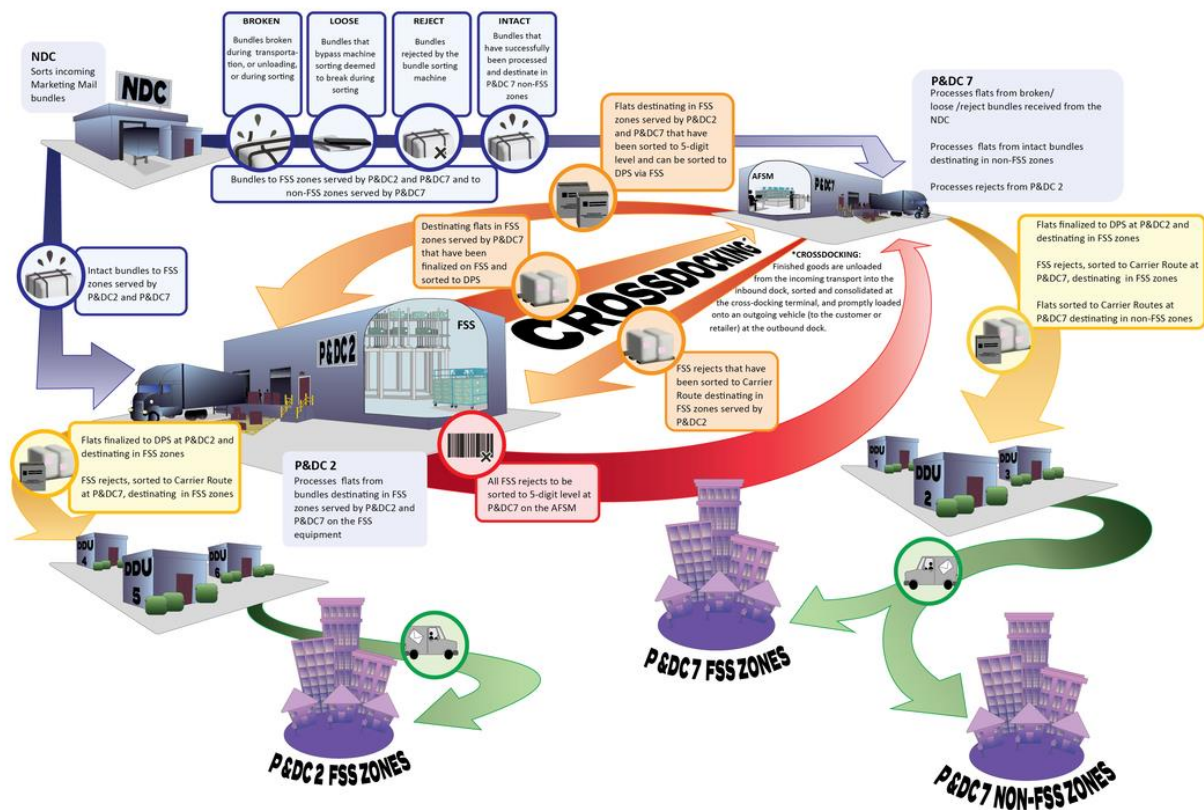 NDC
Sorts incoming
Marketing Mail
bundles
NDC
BROKEN
Bundles broken
during transporta-
tion, or unloading,
or during sorting
LOOSE
Bundles that
bypass machine
sorting deemed to
break during
sorting
REJECT
Bundles
rejected by the
bundle sorting
machine
INTACT
Bundles that
have successfully
been processed
and destinate in
P&DC 7 non-FSS
zones
Bundles to FSS zones served by P&DC2 and P&DC7 and to
non-FSS zones served by P&DC7
Flats destinating in FSS
zones served by P&DC2
and P&DC7 that have
been sorted to 5-digit
level and can be sorted to
DPS via FSS
P&DC 7
Processes flats from broken/
loose /reject bundles received from the
NDC
Processes flats from intact bundles
destinating in non-FSS zones
Processes rejects from P&DC 2
AFSM
P&DC7
Intact bundles to FSS
zones served by
P&DC2 and P&DC7
Destinating flats in FSS
zones served by P&DC7
that have been
finalized on FSS and
sorted to DPS
CROSSDOCKING*
*CROSSDOCKING:
Finished goods are unloaded
from the incoming transport into the
inbound dock, sorted and consolidated at
the cross-docking terminal, and promptly loaded
onto an outgoing vehicle (to the customer or
retailer) at the outbound dock.
Flats finalized to DPS at P&DC2 and
destinating in FSS zones
FSS rejects, sorted to Carrier Route at
P&DC7, destinating in FSS zones
Flats sorted to Carrier Routes at
P&DC7 destinating in non-FSS zones
P&DC2
FSS
FSS rejects that have
been sorted to Carrier
Route destinating in
FSS zones served by
P&DC2
Flats finalized to DPS at P&DC2 and
destinating in FSS zones
FSS rejects, sorted to Carrier Route
at P&DC7, destinating in FSS zones
P&DC 2
Processes flats from
bundles destinating in FSS
zones served by P&DC2 and
P&DC7 on the FSS
equipment
All FSS rejects to be
sorted to 5-digit level at
P&DC7 on the AFSM
DDU
1
DDU
2
DDU
3
DDU
4
DDU
5
DDU
6
P&DC 7 FSS ZONES
P&DC 2 FSS ZONES
P&DC 7 NON-FSS ZONES